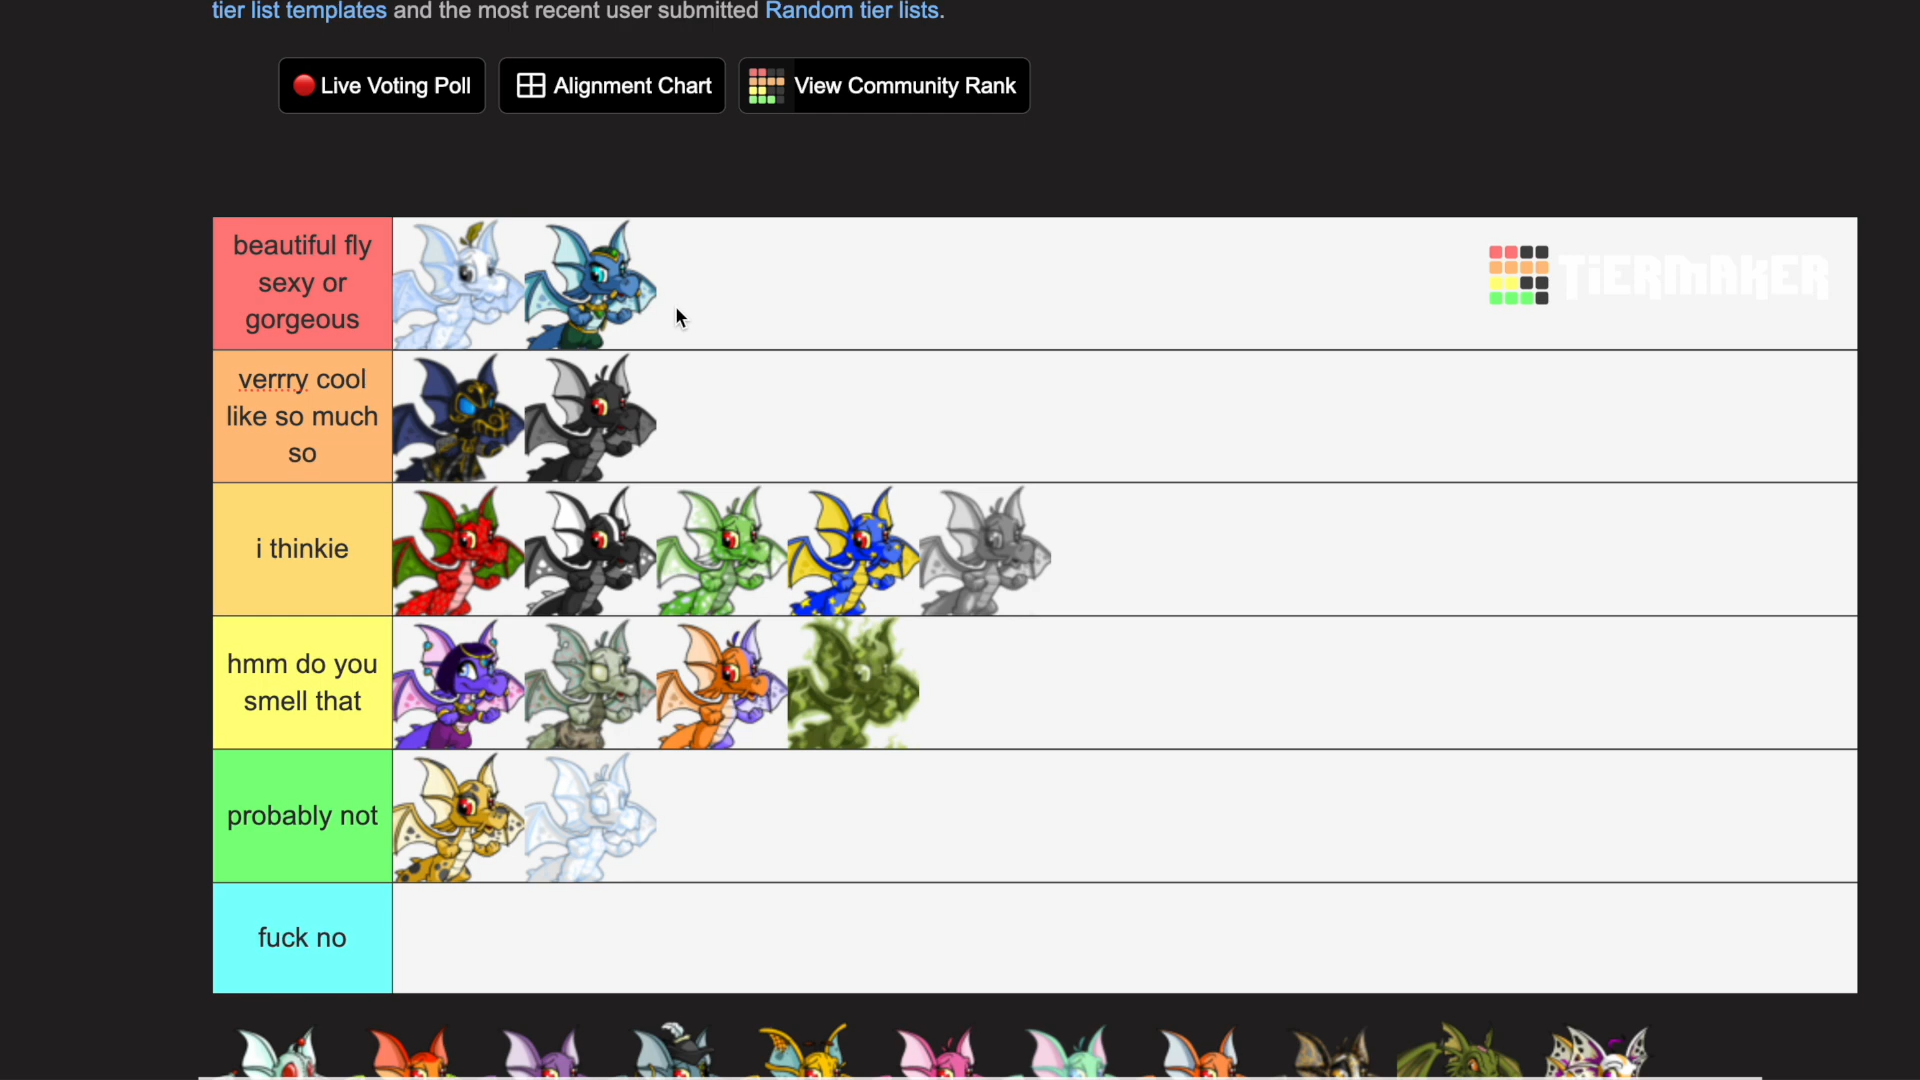 tier list templates and the most recent user submitted Random tier lists.
Live Voting Poll
Alignment Chart
View Community Rank
beautiful fly
sexy or
gorgeous
TiERMAKER
verrry cool
like so much
so
i thinkie
hmm do you
smell that
probably not
fuck no